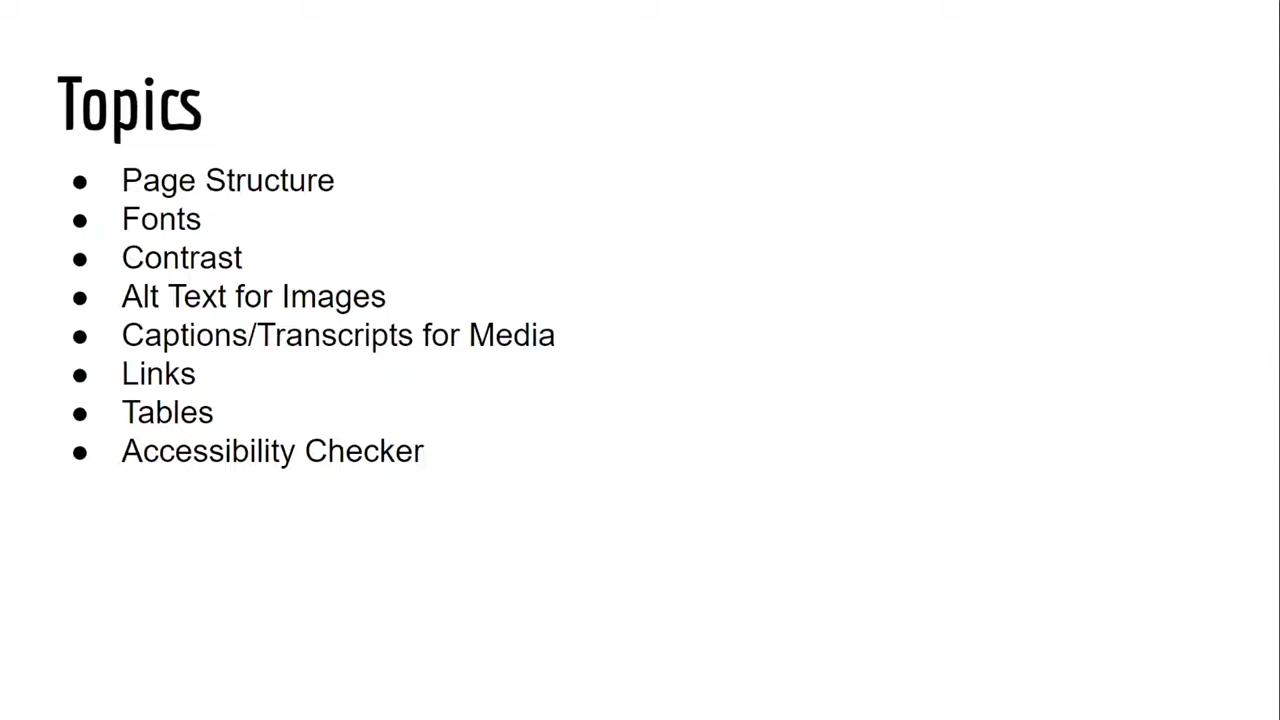 Topics
● Page Structure
● Fonts
● Contrast
● Alt Text for Images
● Captions/Transcripts for Media
● Links
● Tables
● Accessibility Checker